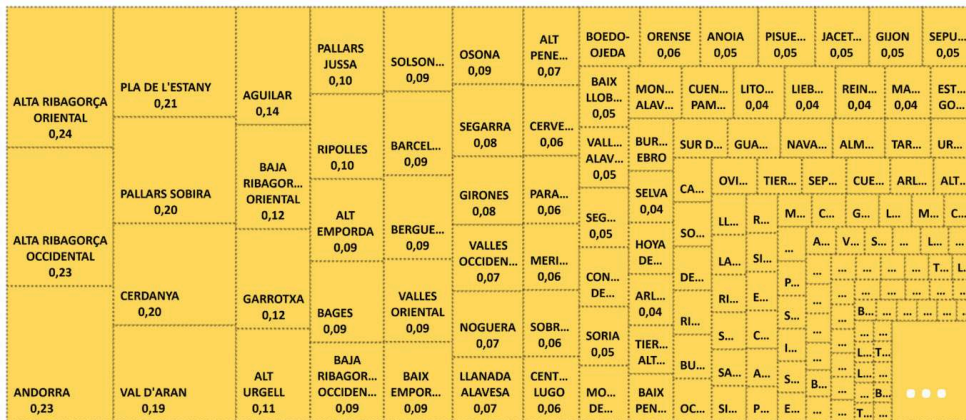 ALTA RIBAGORÇA
ORIENTAL
0,24
ALTA RIBAGORÇA
OCCIDENTAL
0,23
ANDORRA
0,23
PLA DE L'ESTANY
0,21
PALLARS SOBIRA
0,20
CERDANYA
0,20
VAL D'ARAN
0,19
AGUILAR
0,14
BAJA
RIBAGOR...
ORIENTAL
0,12
GARROTXA
0,12
ALT
URGELL
0,11
PALLARS
JUSSA
0,10
RIPOLLES
0,10
ALT
EMPORDA
0,09
BAGES
0,09
BAJA
RIBAGOR...
OCCIDEN...
0,09
SOLSON...
0,09
BARCEL...
0,09
BERGUE...
0,09
VALLES
ORIENTAL
0,09
BAIX
EMPOR...
0,09
OSONA
0,09
SEGARRA
0,08
GIRONES
0,08
VALLES
OCCIDEN...
0,07
NOGUERA
0,07
LLANADA
ALAVESA
0,07
ALT
PENE...
0,07
CERVE...
0,06
PARA...
0,06
MERI...
0,06
SOBR...
0,06
CENT...
LUGO
0,06
BOEDO-
OJEDA
BAIX
LLOB...
0,05
VALL...
ALAV...
0,05
SEG...
0,05
CON...
DE...
SORIA
0,05
MO...
DE...
ORENSE
0,06
ANOIA
0,05
PISUE...
0,05
JACET...
0,05
GIJON
0,05
SEPU...
0,05
MON...
ALAV...
CUEN...
PAM...
LITO...
0,04
LIEB...
0,04
REIN...
0,04
MA...
0,04
EST...
GO...
BUR...
EBRO
SELVA
0,04
HOYA
DE...
ARL...
0,04
TIER...
ALT...
BAIX
PEN...
SUR D...
GUA...
NAVA...
ALM...
TAR...
UR...
CA...
SO...
DE...
RI...
BU...
OC...
OVI...
TIER...
SEP...
CUE...
ARL...
ALT...
LL...
LA...
RI...
S...
SA...
SI...
R...
SI...
E...
C...
A...
P...
M...
C...
G...
L...
M...
C...
...
P...
S...
I...
S...
E...
A...
V...
S...
...
L...
...
...
...
...
...
B...
...
...
...
...
...
T...
L...
...
...
...
...
...
B...
...
...
...
...
...
L...
T...
L...
...
...
B...
T...
...